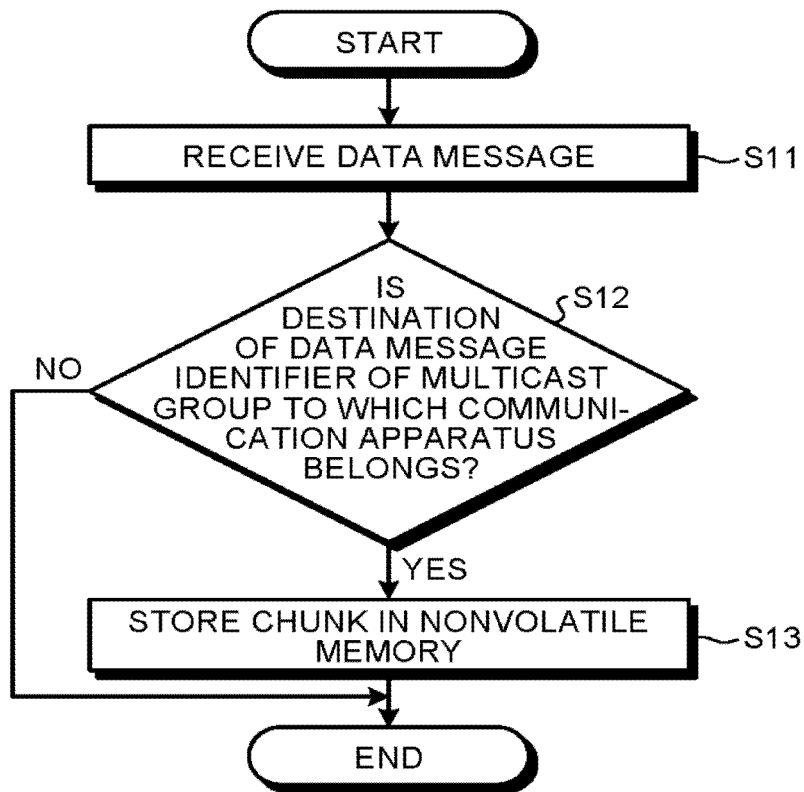 START
RECEIVE DATA MESSAGE
S11
IS
DESTINATION
OF DATA MESSAGE
IDENTIFIER OF MULTICAST
GROUP TO WHICH COMMUNI-
CATION APPARATUS
BELONGS?
S12
NO
YES
STORE CHUNK IN NONVOLATILE
MEMORY
S13
END